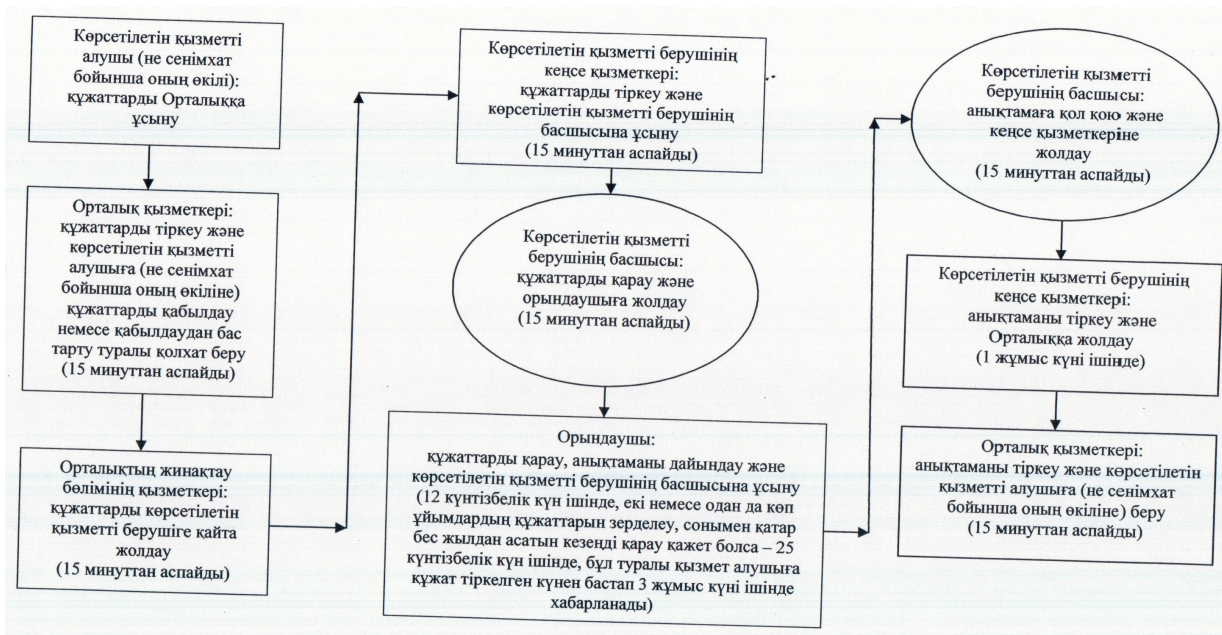 Көрсетілетін қызметті
алушы (не сенімхат
бойынша оның өкілі):
құжаттарды Орталыққа
ұсыну
Орталық қызметкері:
құжаттарды тіркеу және
көрсетілетін қызметті
алушыға (не сенімхат
бойынша оның өкіліне)
құжаттарды қабылдау
немесе қабылдаудан бас
тарту туралы қолхат беру
(15 минуттан аспайды)
Орталықтың жинақтау
бөлімінің қызметкері:
құжаттарды көрсетілетін
қызметті берушіге қайта
жолдау
(15 минуттан аспайды)
Көрсетілетін қызметті берушінің
кеңсе қызметкері:
құжаттарды тіркеу және
көрсетілетін қызметті берушінің
басшысына ұсыну
(15 минуттан аспайды)
Көрсетілетін қызметті
берушінің басшысы:
құжаттарды қарау және
орындаушыға жолдау
(15 минуттан аспайды)
Орындаушы:
құжаттарды қарау, анықтаманы дайындау және
көрсетілетін қызметті берушінің басшысына ұсыну
(12 күнтізбелік күн ішінде, екі немесе одан да көп
ұйымдардың құжаттарын зерделеу, сонымен қатар
бес жылдан асатын кезеңді қарау қажет болса – 25
күнтізбелік күн ішінде, бұл туралы қызмет алушыға
құжат тіркелген күнен бастап 3 жұмыс күні ішінде
хабарланады)
Көрсетілетін қызметті
берушінің басшысы:
анықтамаға қол қою және
кеңсе қызметкеріне
жолдау
(15 минуттан аспайды)
Көрсетілетін қызметті берушінің
кеңсе қызметкері:
анықтаманы тіркеу және
Орталыққа жолдау
(1 жұмыс күні ішінде)
Орталық қызметкері:
анықтаманы тіркеу және көрсетілетін
қызметті алушыға (не сенімхат
бойынша оның өкіліне) беру
(15 минуттан аспайды)